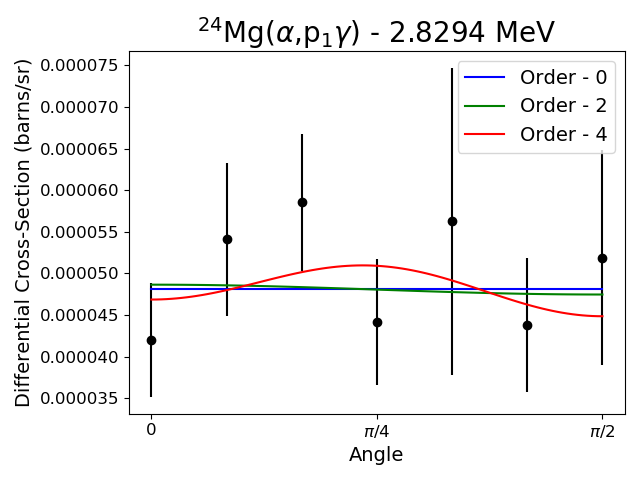 ²⁴Mg(α,p₁γ) - 2.8294 MeV
Differential Cross-Section (barns/sr)
0.000075
0.000070
0.000065
0.000060
0.000055
0.000050
0.000045
0.000040
0.000035
Order - 0
Order - 2
Order - 4
0
π/4
π/2
Angle